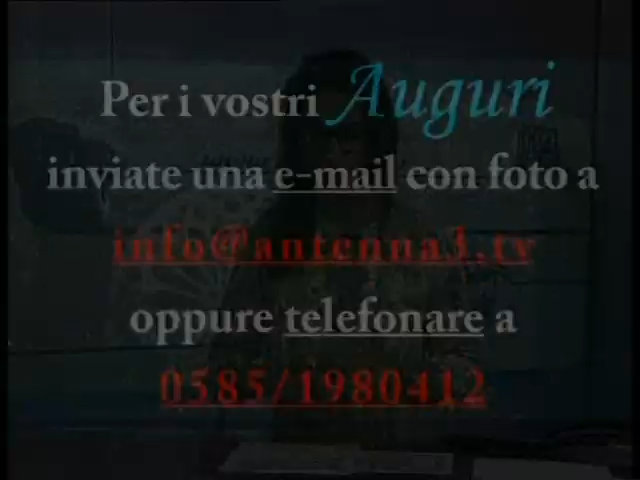 Per i vostri Auguri
inviate una e-mail con foto a
info@antenna3.tv
oppure telefonare a
0585/1980412